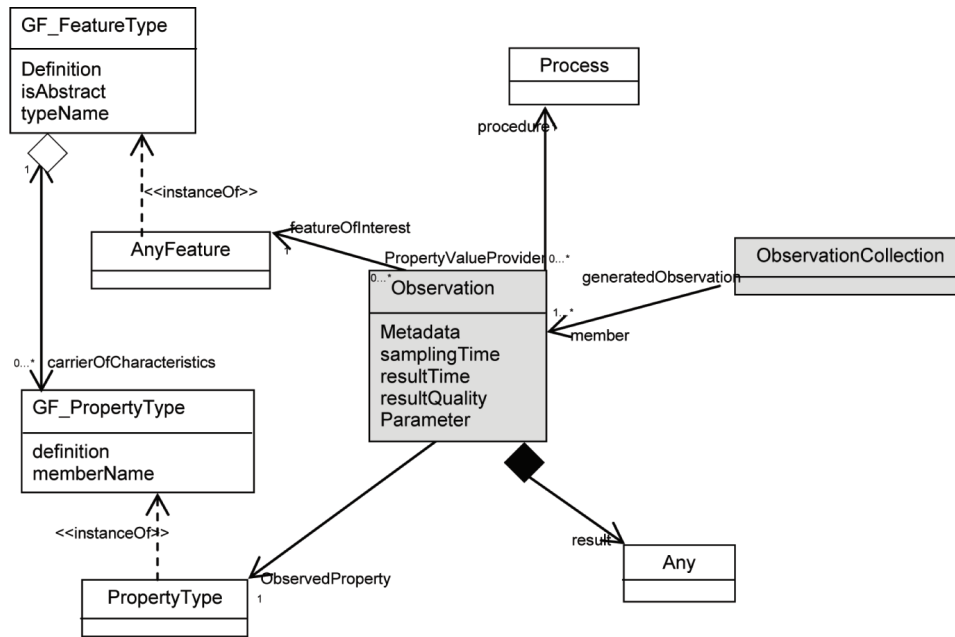 GF_FeatureType
Definition
isAbstract
typeName
1
<<instanceOf>>
AnyFeature
Process
procedure
featureOfInterest
1
PropertyValueProvider
0...*
0...*
Observation
Metadata
samplingTime
resultTime
resultQuality
Parameter
ObservationCollection
generatedObservation
1...*
member
0...*
carrierOfCharacteristics
GF_PropertyType
definition
memberName
<<instanceOf>>
PropertyType
ObservedProperty
1
result
Any